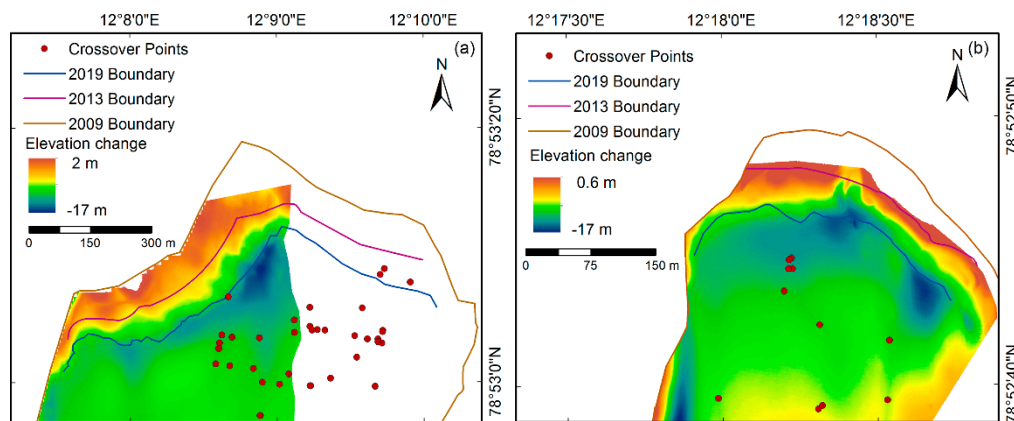 12°8'0"E 12°9'0"E 12°10'0"E
(a)
Crossover Points
2019 Boundary
2013 Boundary
2009 Boundary
N
Elevation change
2 m
-17 m
0 150 300 m
78°53'20"N
78°53'0"N
12°17'30"E 12°18'0"E 12°18'30"E
(b)
Crossover Points
2019 Boundary
2013 Boundary
2009 Boundary
N
Elevation change
0.6 m
-17 m
0 75 150 m
78°52'50"N
78°52'40"N